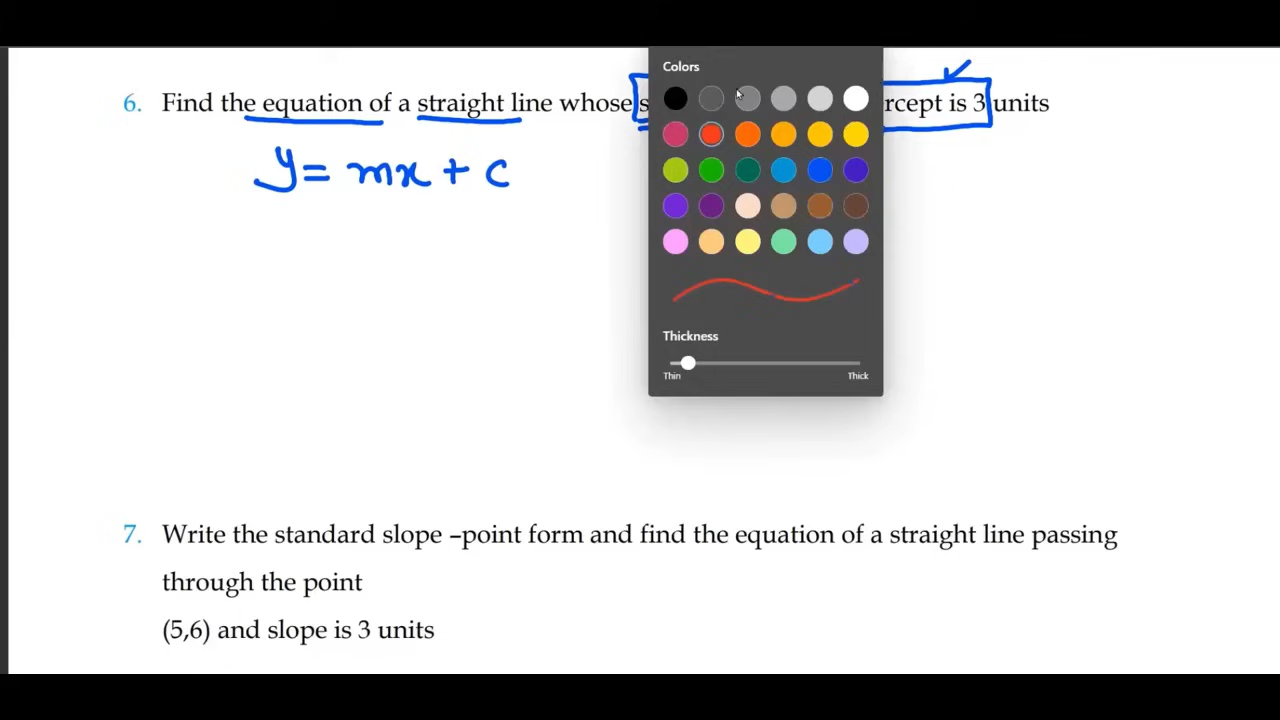 Colors
6. Find the equation of a straight line whose s rcept is 3 units
y = mx + c
Thickness
Thin Thick
7. Write the standard slope –point form and find the equation of a straight line passing
through the point
(5,6) and slope is 3 units